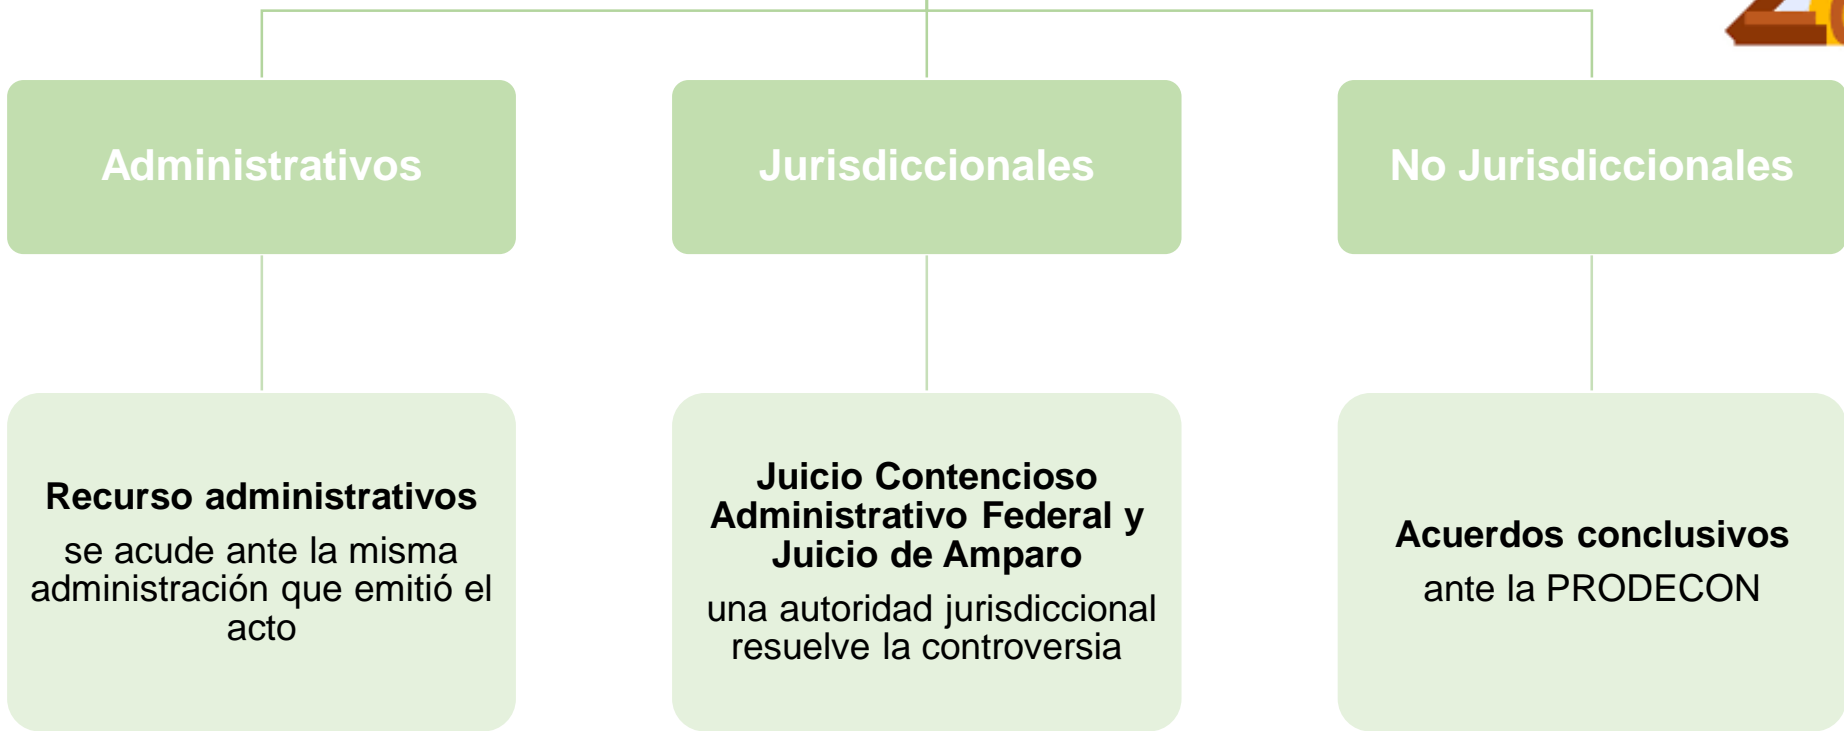 Administrativos
Jurisdiccionales
No Jurisdiccionales
Recurso administrativos
se acude ante la misma
administración que emitió el
acto
Juicio Contencioso
Administrativo Federal y
Juicio de Amparo
una autoridad jurisdiccional
resuelve la controversia
Acuerdos conclusivos
ante la PRODECON